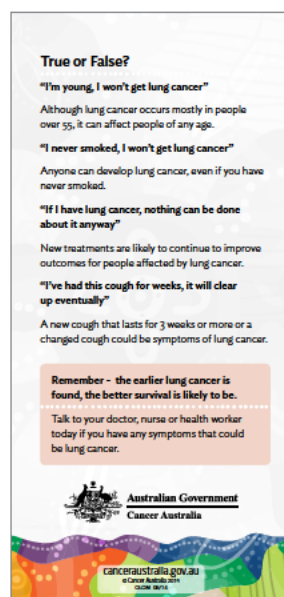 True or False?
“I’m young, I won’t get lung cancer”
Although lung cancer occurs mostly in people
over 55, it can affect people of any age.
“I never smoked, I won’t get lung cancer”
Anyone can develop lung cancer, even if you have
never smoked.
“If I have lung cancer, nothing can be done
about it anyway”
New treatments are likely to continue to improve
outcomes for people affected by lung cancer.
“I’ve had this cough for weeks, it will clear
up eventually”
A new cough that lasts for 3 weeks or more or a
changed cough could be symptoms of lung cancer.
Remember - the earlier lung cancer is
found, the better survival is likely to be.
Talk to your doctor, nurse or health worker
today if you have any symptoms that could
be lung cancer.
Australian Government
Cancer Australia
canceraustralia.gov.au
© Cancer Australia 2014